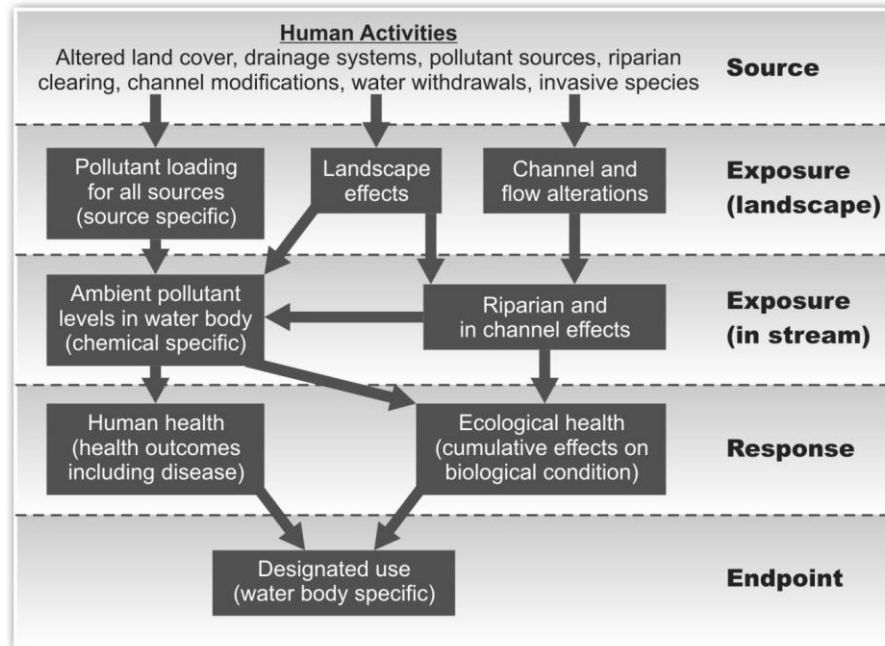 Human Activities
Altered land cover, drainage systems, pollutant sources, riparian
clearing, channel modifications, water withdrawals, invasive species
Source
Pollutant loading
for all sources
(source specific)
Landscape
effects
Channel and
flow alterations
Exposure
(landscape)
Ambient pollutant
levels in water body
(chemical specific)
Riparian and
in channel effects
Exposure
(in stream)
Human health
(health outcomes
including disease)
Ecological health
(cumulative effects on
biological condition)
Response
Designated use
(water body specific)
Endpoint